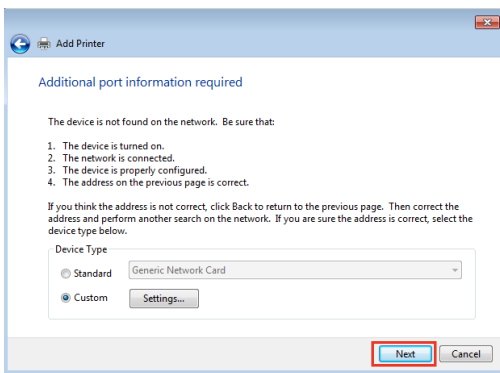 Add Printer
Additional port information required
The device is not found on the network. Be sure that:
1. The device is turned on.
2. The network is connected.
3. The device is properly configured.
4. The address on the previous page is correct.
If you think the address is not correct, click Back to return to the previous page. Then correct the
address and perform another search on the network. If you are sure the address is correct, select the
device type below.
Device Type
Standard Generic Network Card
Custom Settings...
Next Cancel